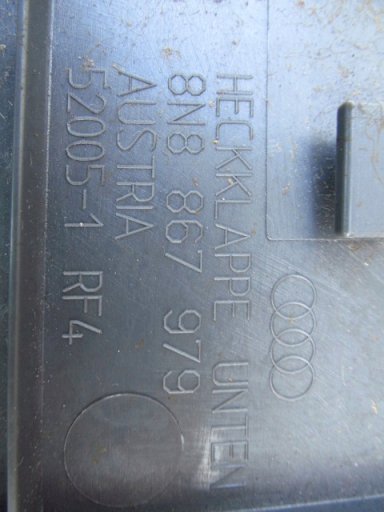 HECKKLAPPE UNTEN
8N8 867 979
AUSTRIA
52005-1 RF4